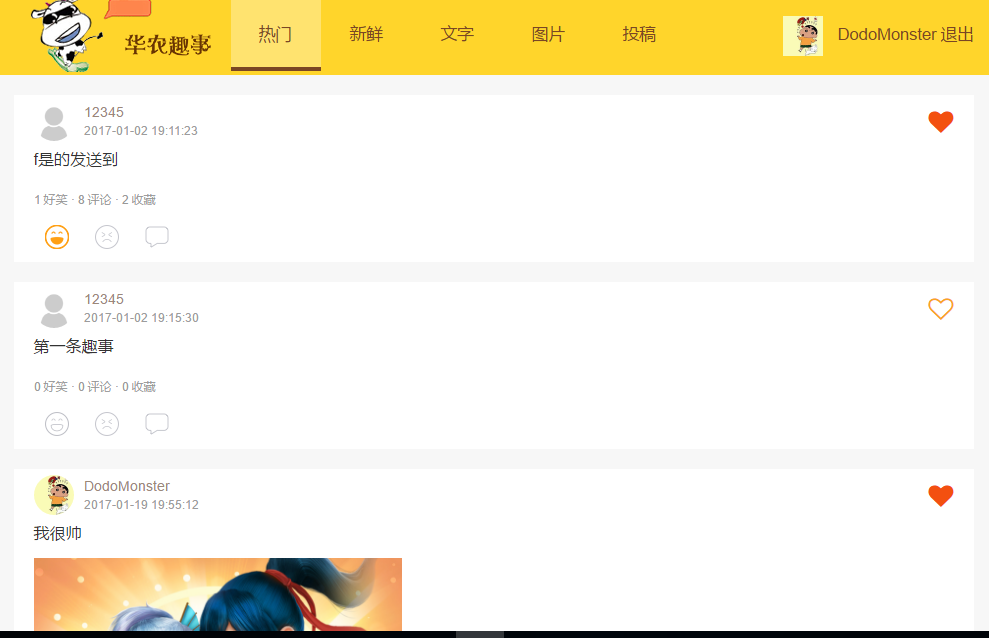 华农趣事 热门 新鲜 文字 图片 投稿 DodoMonster 退出
12345
2017-01-02 19:11:23
f是的发送到
1 好笑 · 8 评论 · 2 收藏
12345
2017-01-02 19:15:30
第一条趣事
0 好笑 · 0 评论 · 0 收藏
DodoMonster
2017-01-19 19:55:12
我很帅